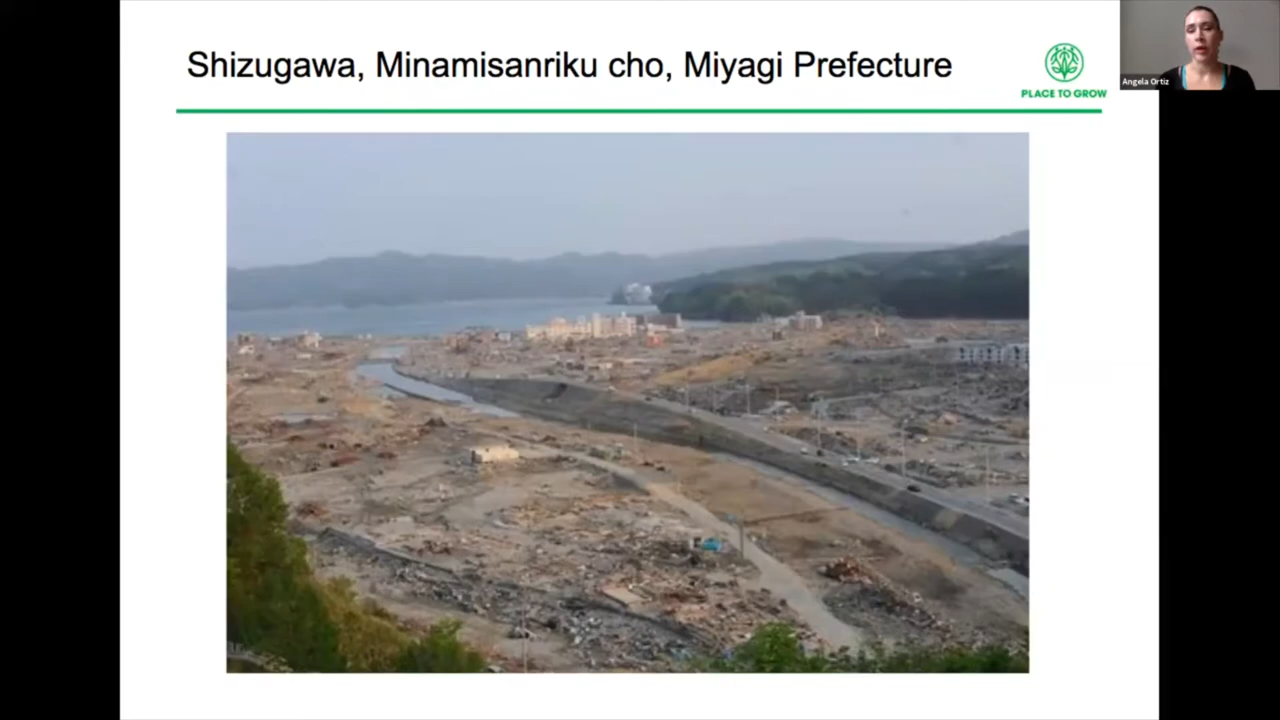 Shizugawa, Minamisanriku cho, Miyagi Prefecture
PLACE TO GROW
Angela Ortiz